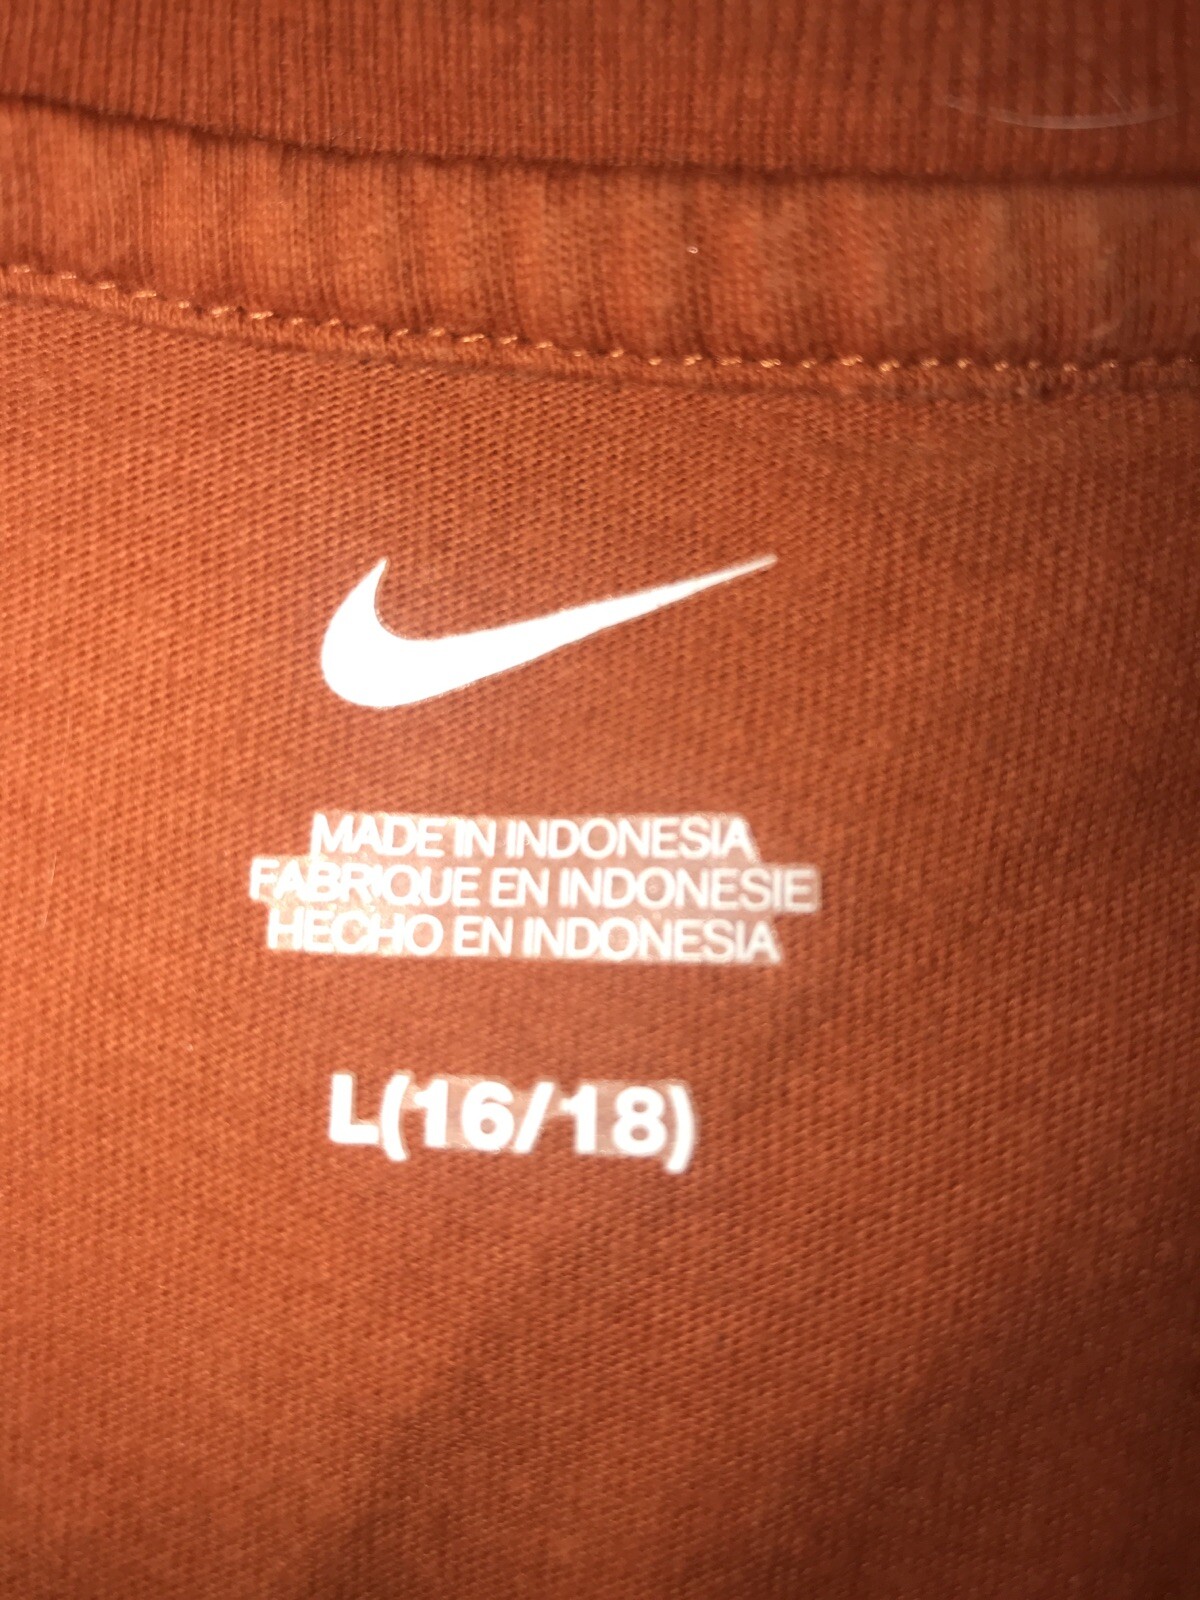 MADE IN INDONESIA
FABRIQUE EN INDONESIE
HECHO EN INDONESIA
L(16/18)